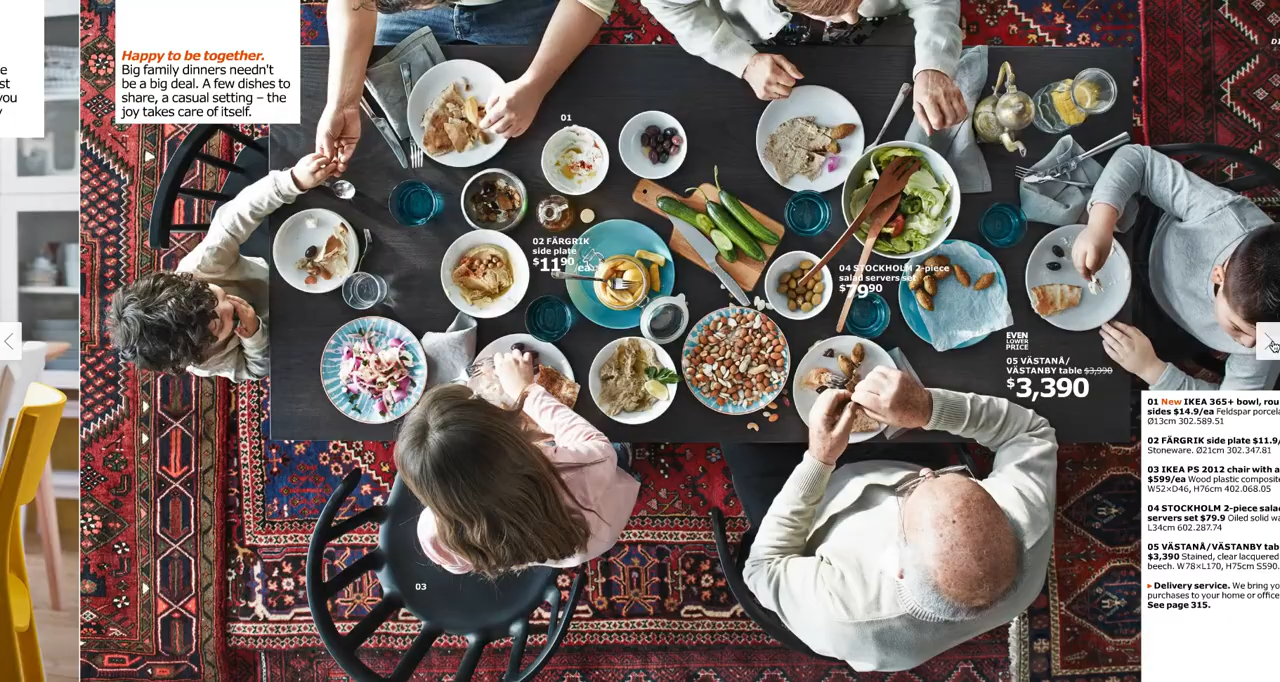 Happy to be together.
Big family dinners needn't
be a big deal. A few dishes to
share, a casual setting – the
joy takes care of itself.
01
02 FÄRGRIK
side plate
$11⁹⁰/ea
04 STOCKHOLM 2-piece
salad servers set
$79⁹⁰
EVEN
LOWER
PRICE
05 VÄSTANÅ/
VÄSTANBY table $3,990
$3,390
03
01 New IKEA 365+ bowl, rou
sides $14.9/ea Feldspar porcela
Ø13cm 302.589.51
02 FÄRGRIK side plate $11.9/
Stoneware. Ø21cm 302.347.81
03 IKEA PS 2012 chair with a
$599/ea Wood plastic composite
W52×D46, H76cm 402.068.05
04 STOCKHOLM 2-piece sala
servers set $79.9 Oiled solid w
L34cm 602.287.74
05 VÄSTANÅ/VÄSTANBY tab
$3,390 Stained, clear lacquered
beech. W78×L170, H75cm S590.
▸ Delivery service. We bring yo
purchases to your home or office
See page 315.